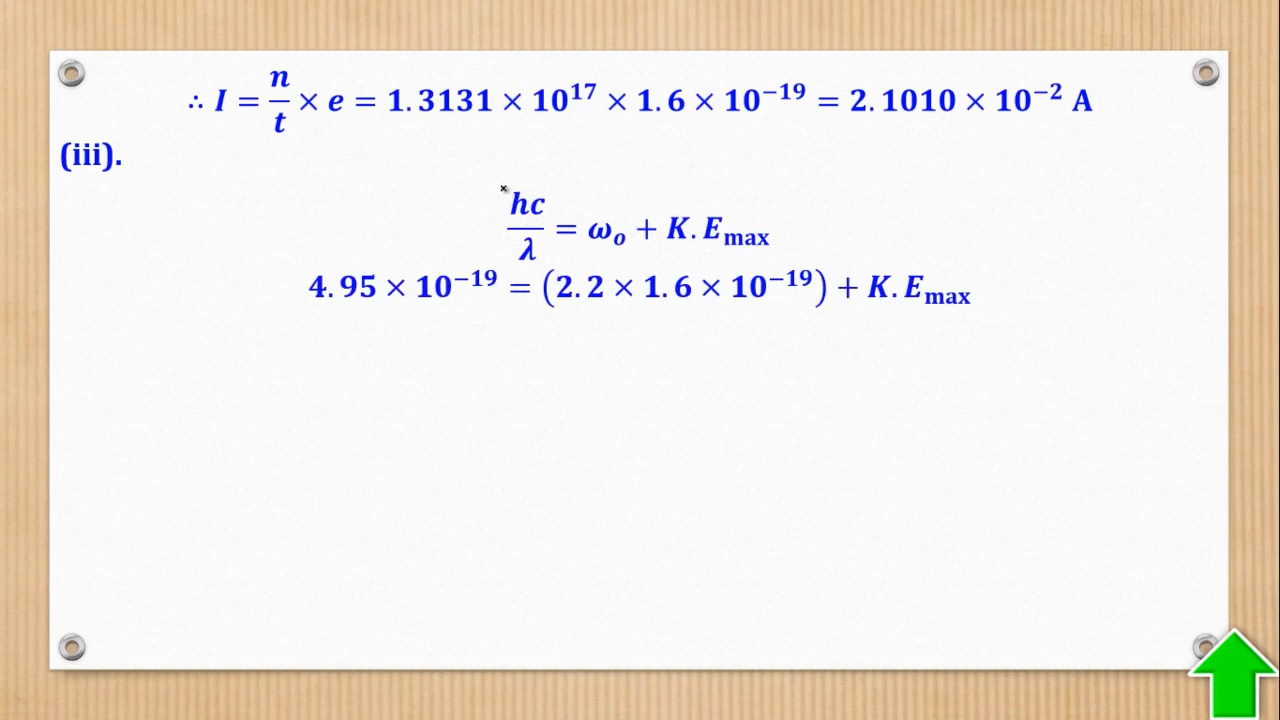 ∴ I = n/t × e = 1.3131 × 10¹⁷ × 1.6 × 10⁻¹⁹ = 2.1010 × 10⁻² A
(iii).
hc/λ = ωₒ + K.E_max
4.95 × 10⁻¹⁹ = (2.2 × 1.6 × 10⁻¹⁹) + K.E_max